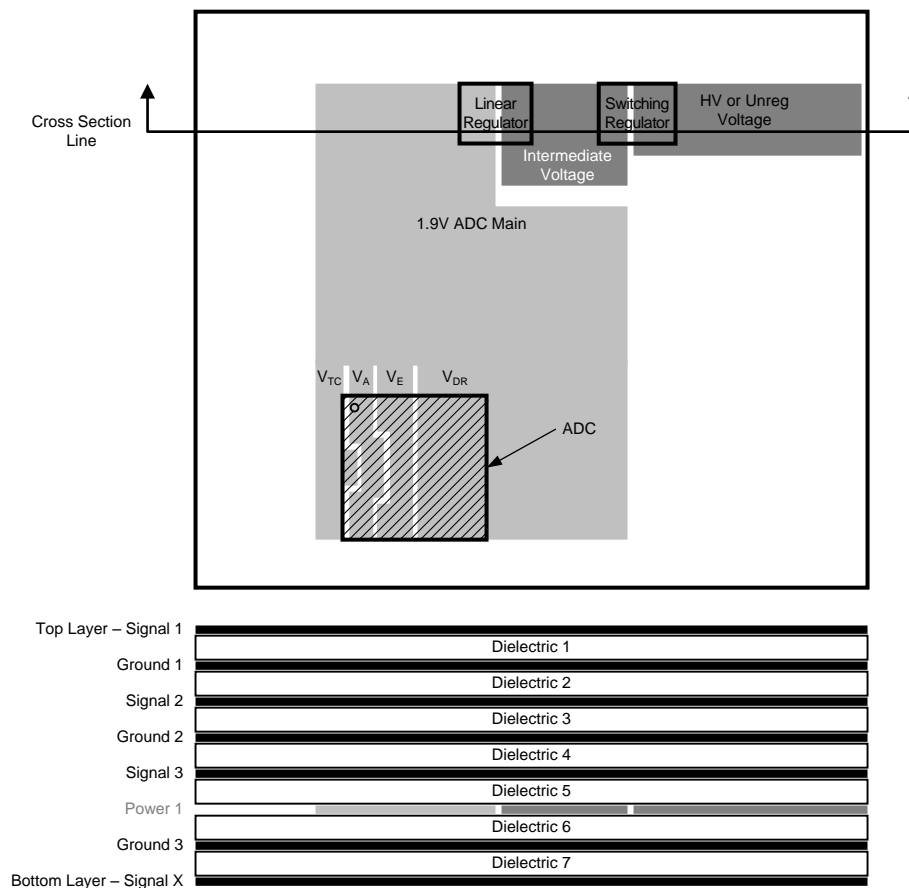 Cross Section
Line
Linear
Regulator
Switching
Regulator
HV or Unreg
Voltage
Intermediate
Voltage
1.9V ADC Main
VTC
VA
VE
VDR
ADC
Top Layer – Signal 1
Dielectric 1
Ground 1
Dielectric 2
Signal 2
Dielectric 3
Ground 2
Dielectric 4
Signal 3
Dielectric 5
Power 1
Dielectric 6
Ground 3
Dielectric 7
Bottom Layer – Signal X